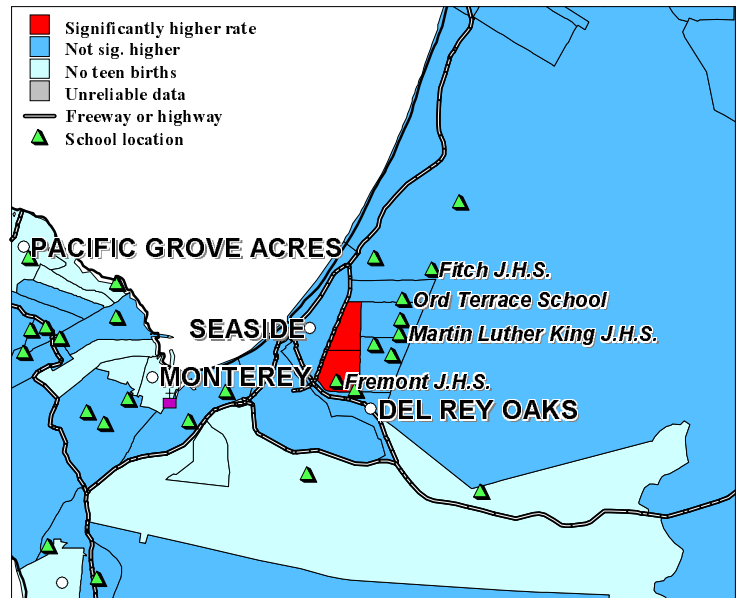 Significantly higher rate
Not sig. higher
No teen births
Unreliable data
Freeway or highway
School location
PACIFIC GROVE ACRES
Fitch J.H.S.
Ord Terrace School
SEASIDE
Martin Luther King J.H.S.
MONTEREY
Fremont J.H.S.
DEL REY OAKS